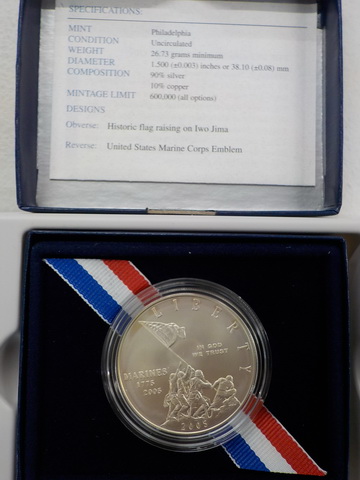 SPECIFICATIONS:
MINT Philadelphia
CONDITION Uncirculated
WEIGHT 26.73 grams minimum
DIAMETER 1.500 (±0.003) inches or 38.10 (±0.08) mm
COMPOSITION 90% silver
10% copper
MINTAGE LIMIT 600,000 (all options)
DESIGNS
Obverse: Historic flag raising on Iwo Jima
Reverse: United States Marine Corps Emblem
LIBERTY
IN GOD
WE TRUST
MARINES
1775
2005
2005